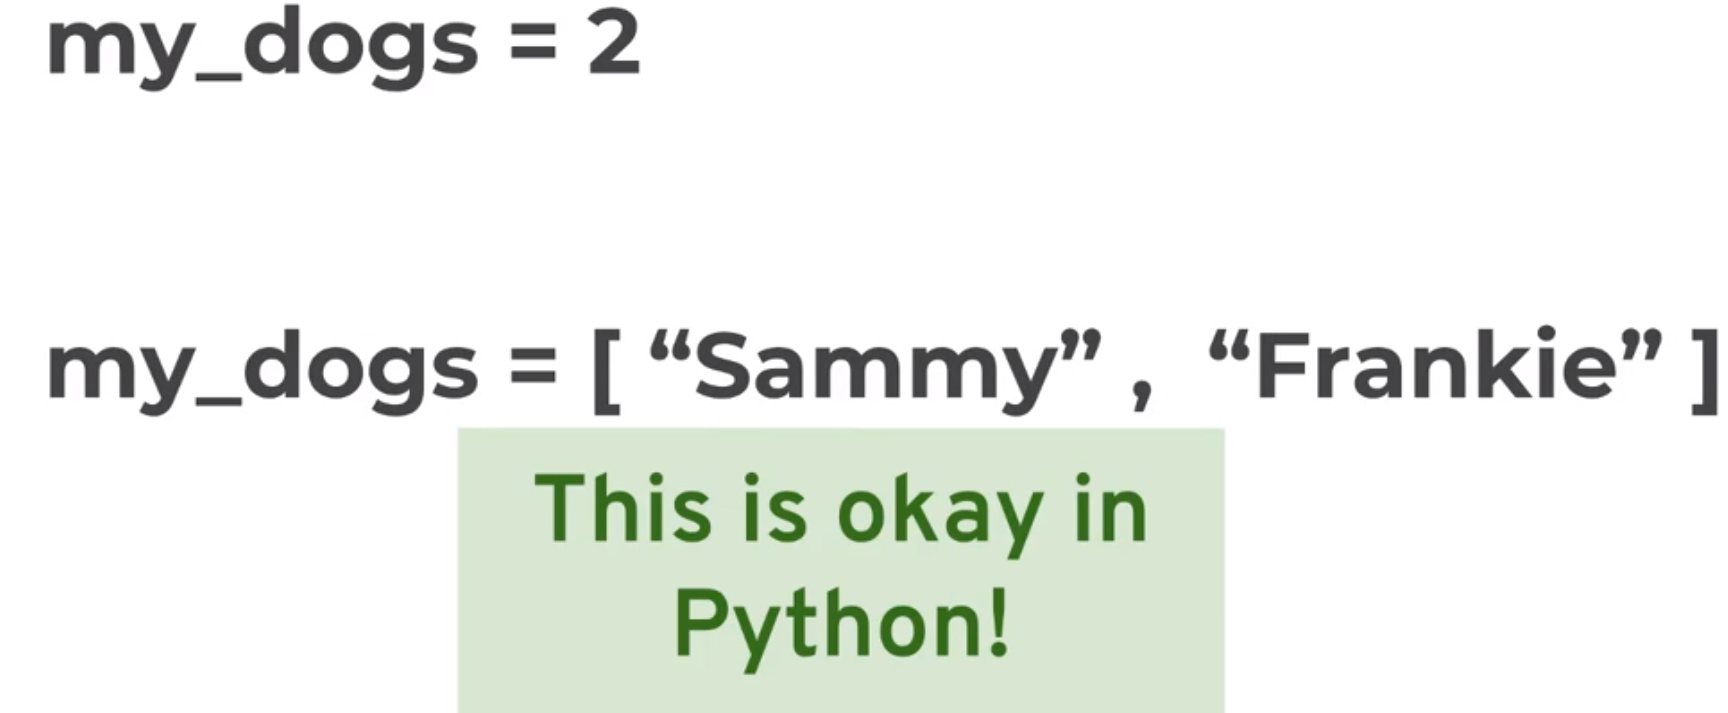 my_dogs = 2
my_dogs = [ “Sammy” ,  “Frankie” ]
This is okay in
Python!